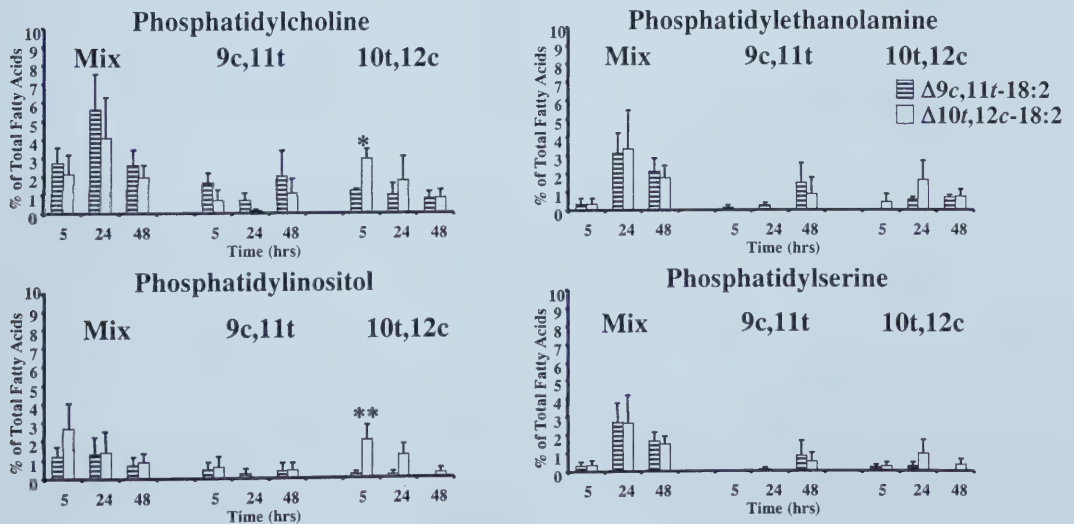 Phosphatidylcholine
Mix 9c,11t 10t,12c
% of Total Fatty Acids
10
9
8
7
6
5
4
3
2
1
0
*
5 24 48 5 24 48 5 24 48
Time (hrs)
Phosphatidylethanolamine
Mix 9c,11t 10t,12c
Δ9c,11t-18:2
Δ10t,12c-18:2
% of Total Fatty Acids
10
9
8
7
6
5
4
3
2
1
0
5 24 48 5 24 48 5 24 48
Time (hrs)
Phosphatidylinositol
Mix 9c,11t 10t,12c
% of Total Fatty Acids
10
9
8
7
6
5
4
3
2
1
0
**
5 24 48 5 24 48 5 24 48
Time (hrs)
Phosphatidylserine
Mix 9c,11t 10t,12c
% of Total Fatty Acids
10
9
8
7
6
5
4
3
2
1
0
5 24 48 5 24 48 5 24 48
Time (hrs)